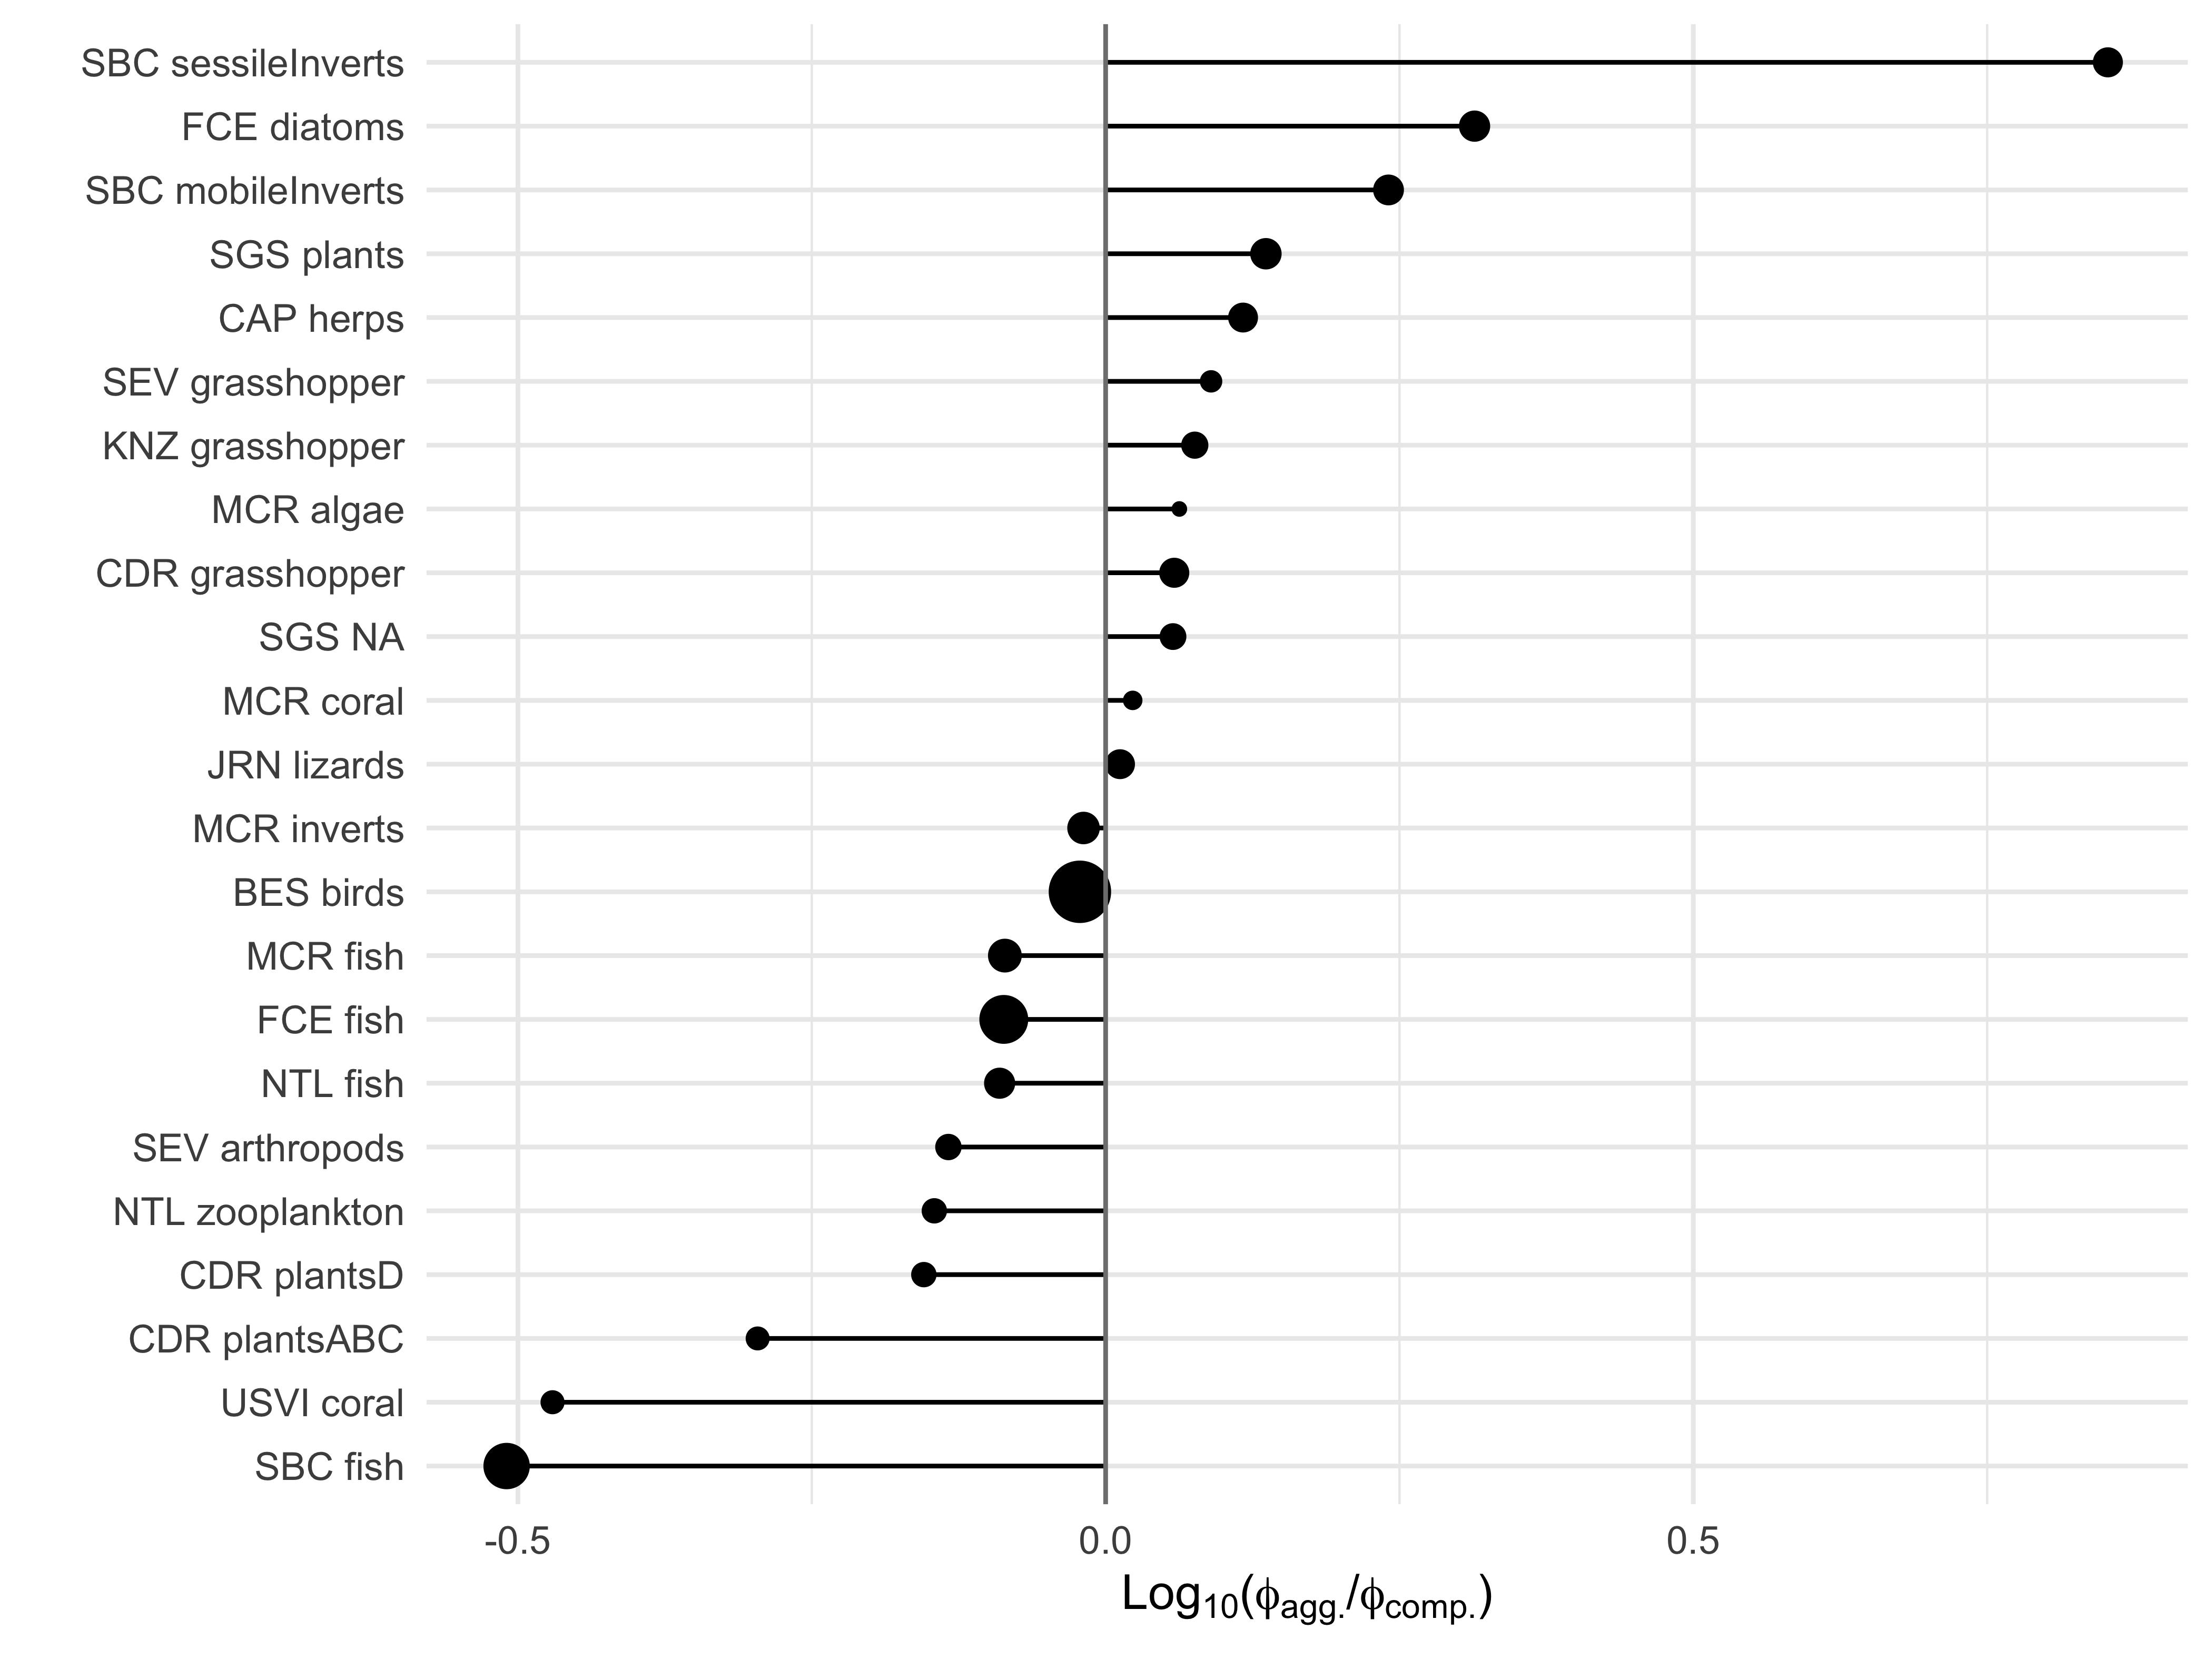 SBC sessileInverts
FCE diatoms
SBC mobileInverts
SGS plants
CAP herps
SEV grasshopper
KNZ grasshopper
MCR algae
CDR grasshopper
SGS NA
MCR coral
JRN lizards
MCR inverts
BES birds
MCR fish
FCE fish
NTL fish
SEV arthropods
NTL zooplankton
CDR plantsD
CDR plantsABC
USVI coral
SBC fish
-0.5 0.0 0.5
Log₁₀(ϕagg./ϕcomp.)